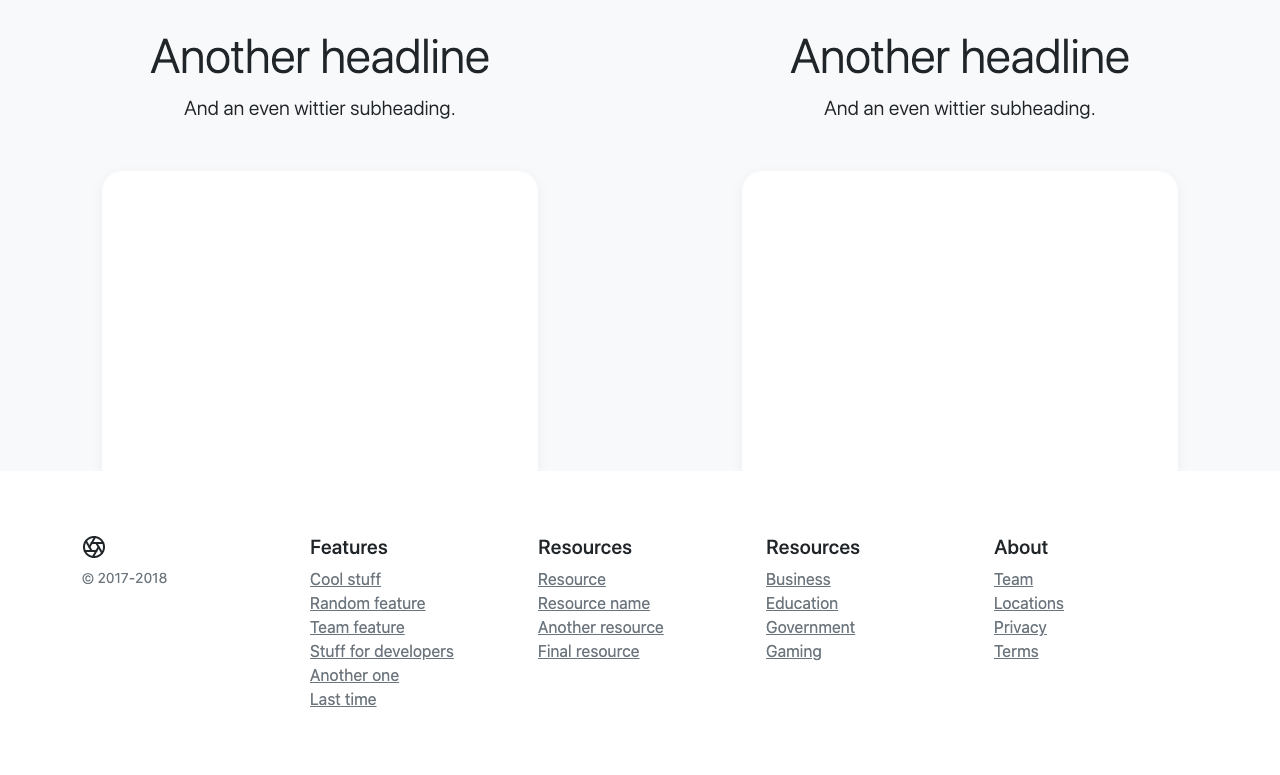 Another headline
And an even wittier subheading.
Another headline
And an even wittier subheading.
© 2017-2018
Features
Cool stuff
Random feature
Team feature
Stuff for developers
Another one
Last time
Resources
Resource
Resource name
Another resource
Final resource
Resources
Business
Education
Government
Gaming
About
Team
Locations
Privacy
Terms